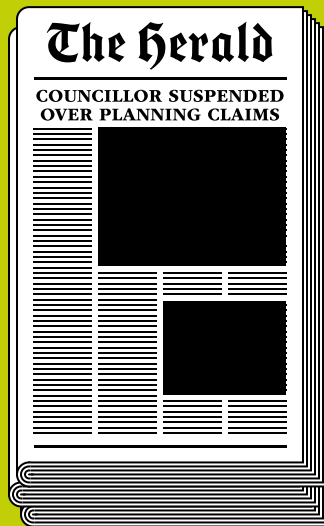 The Herald
COUNCILLOR SUSPENDED
OVER PLANNING CLAIMS